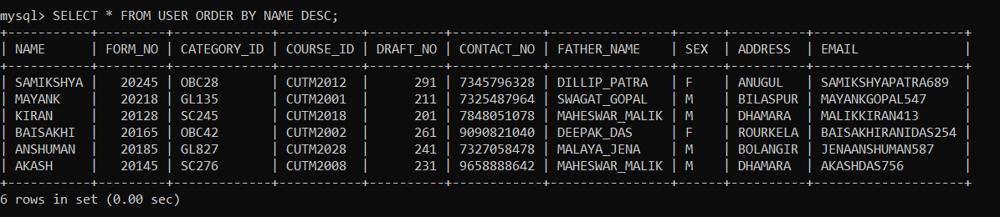 mysql> SELECT * FROM USER ORDER BY NAME DESC;
+-----------+---------+-------------+-----------+----------+------------+----------------+------+----------+-------------------+
| NAME      | FORM_NO | CATEGORY_ID | COURSE_ID | DRAFT_NO | CONTACT_NO | FATHER_NAME    | SEX  | ADDRESS  | EMAIL             |
+-----------+---------+-------------+-----------+----------+------------+----------------+------+----------+-------------------+
| SAMIKSHYA |   20245 | OBC28       | CUTM2012  |      291 | 7345796328 | DILLIP_PATRA   | F    | ANUGUL   | SAMIKSHYAPATRA689 |
| MAYANK    |   20218 | GL135       | CUTM2001  |      211 | 7325487964 | SWAGAT_GOPAL   | M    | BILASPUR | MAYANKGOPAL547    |
| KIRAN     |   20128 | SC245       | CUTM2018  |      201 | 7848051078 | MAHESWAR_MALIK | M    | DHAMARA  | MALIKKIRAN413     |
| BAISAKHI  |   20165 | OBC42       | CUTM2002  |      261 | 9090821040 | DEEPAK_DAS     | F    | ROURKELA | BAISAKHIRANIDAS254 |
| ANSHUMAN  |   20185 | GL827       | CUTM2028  |      241 | 7327058478 | MALAYA_JENA    | M    | BOLANGIR | JENAANSHUMAN587   |
| AKASH     |   20145 | SC276       | CUTM2008  |      231 | 9658888642 | MAHESWAR_MALIK | M    | DHAMARA  | AKASHDAS756       |
+-----------+---------+-------------+-----------+----------+------------+----------------+------+----------+-------------------+
6 rows in set (0.00 sec)